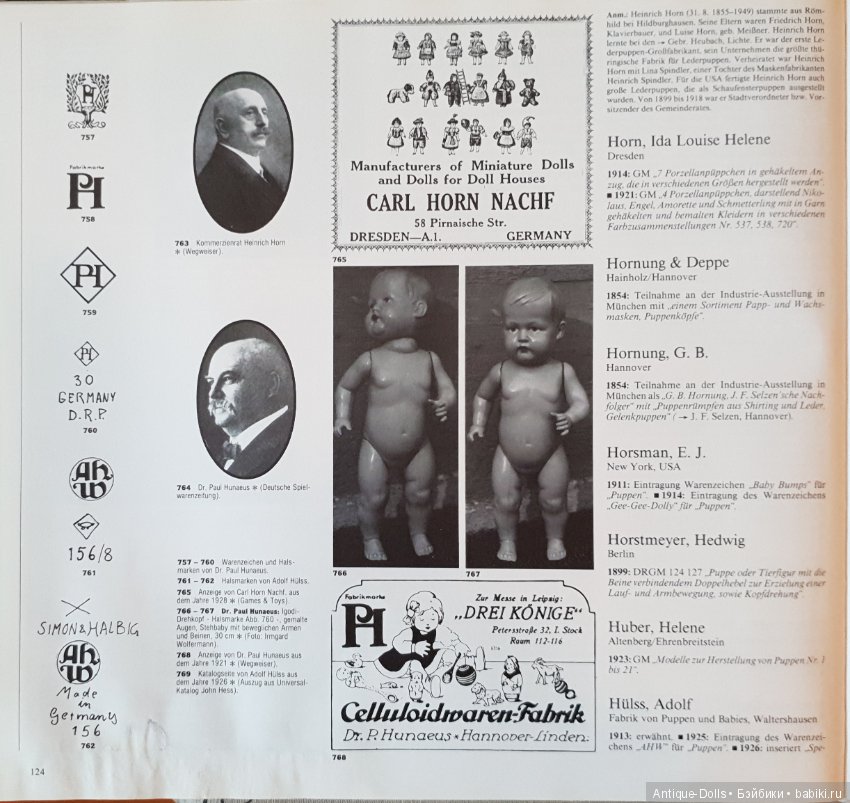 PH
757
Fabrikmarke
PH
758
PH
759
PH
30
GERMANY
D.R.P.
760
AhW
156/8
761
SIMON & HALBIG
AhW
Made
in
Germany
156
762
763 Kommerzienrat Heinrich Horn
* (Wegweiser).
764 Dr. Paul Hunaeus * (Deutsche Spiel-
warenzeitung).
757 – 760 Warenzeichen und Hals-
marken von Dr. Paul Hunaeus.
761 – 762 Halsmarken von Adolf Hülss.
765 Anzeige von Carl Horn Nachf. aus
dem Jahre 1928 * (Games & Toys).
766 – 767 Dr. Paul Hunaeus: Igodi-
Drehkopf - Halsmarke Abb. 760 -, gemalte
Augen, Stehbaby mit beweglichen Armen
und Beinen, 30 cm * (Foto: Irmgard
Wolfermann).
768 Anzeige von Dr. Paul Hunaeus aus
dem Jahre 1921 * (Wegweiser).
769 Katalogseite von Adolf Hülss aus
dem Jahre 1926 * (Auszug aus Universal-
Katalog John Hess).
Manufacturers of Miniature Dolls
and Dolls for Doll Houses
CARL HORN NACHF
58 Pirnaische Str.
DRESDEN—A.1. GERMANY
765
766
767
Fabrikmarke
PH
Zur Messe in Leipzig:
„DREI KÖNIGE“
Petersstraße 32, I. Stock
Raum 112-116
Celluloidwaren-Fabrik
Dr. P. Hunaeus * Hannover-Linden.
768
Anm.: Heinrich Horn (31. 8. 1855–1949) stammte aus Röm-
hild bei Hildburghausen. Seine Eltern waren Friedrich Horn,
Klavierbauer, und Luise Horn, geb. Meißner. Heinrich Horn
lernte bei den → Gebr. Heubach, Lichte. Er war der erste Le-
derpuppen-Großfabrikant, sein Unternehmen die größte thü-
ringische Fabrik für Lederpuppen. Verheiratet war Heinrich
Horn mit Lina Spindler, einer Tochter des Maskenfabrikanten
Heinrich Spindler. Für die USA fertigte Heinrich Horn auch
große Lederpuppen, die als Schaufensterpuppen ausgestellt
wurden. Von 1899 bis 1918 war er Stadtverordneter bzw. Vor-
sitzender des Gemeinderates.
Horn, Ida Louise Helene
Dresden
1914: GM „7 Porzellanpüppchen in gehäkeltem An-
zug, die in verschiedenen Größen hergestellt werden“.
■ 1921: GM „4 Porzellanpüppchen, darstellend Niko-
laus, Engel, Amorette und Schmetterling mit in Garn
gehäkelten und bemalten Kleidern in verschiedenen
Farbzusammenstellungen Nr. 537, 538, 720“.
Hornung & Deppe
Hainholz/Hannover
1854: Teilnahme an der Industrie-Ausstellung in
München mit „einem Sortiment Papp- und Wachs-
masken, Puppenköpfe“.
Hornung, G. B.
Hannover
1854: Teilnahme an der Industrie-Ausstellung in
München als „G. B. Hornung, J. F. Selzen'sche Nach-
folger“ mit „Puppenrümpfen aus Shirting und Leder,
Gelenkpuppen“ (→ J. F. Selzen, Hannover).
Horsman, E. J.
New York, USA
1911: Eintragung Warenzeichen „Baby Bumps“ für
„Puppen“. ■ 1914: Eintragung des Warenzeichens
„Gee-Gee-Dolly“ für „Puppen“.
Horstmeyer, Hedwig
Berlin
1899: DRGM 124 127 „Puppe oder Tierfigur mit die
Beine verbindendem Doppelhebel zur Erzielung einer
Lauf- und Armbewegung, sowie Kopfdrehung“.
Huber, Helene
Altenberg/Ehrenbreitstein
1923: GM „Modelle zur Herstellung von Puppen Nr. 1
bis 21“.
Hülss, Adolf
Fabrik von Puppen und Babies, Waltershausen
1913: erwähnt. ■ 1925: Eintragung des Warenzei-
chens „AHW“ für „Puppen“. ■ 1926: inseriert „Spe-
124
Antique-Dolls • Бэйбики • babiki.ru